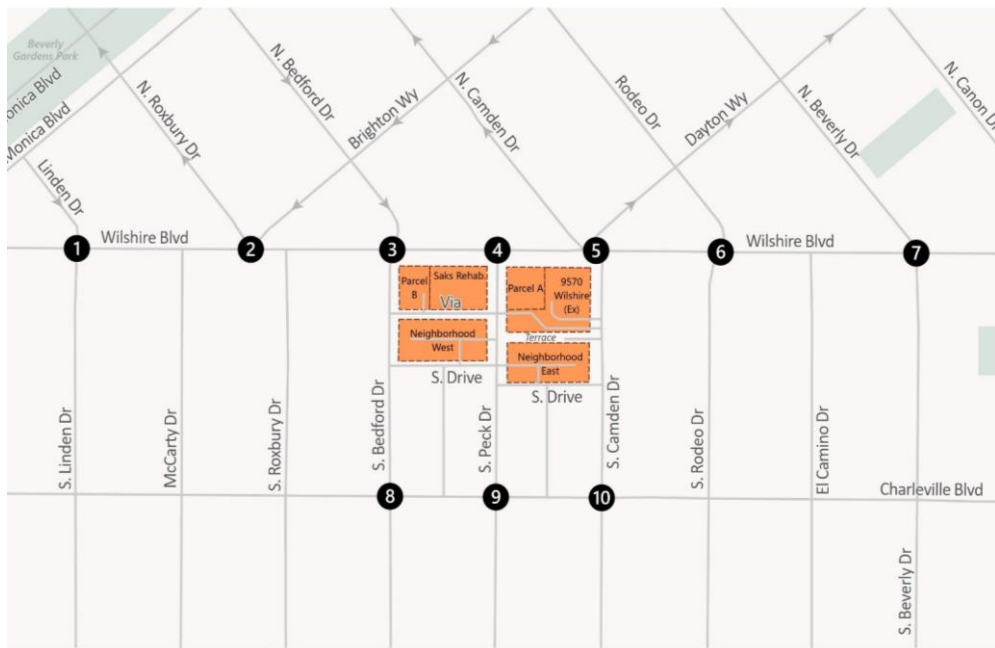 Beverly
Gardens Park
onica Blvd
Monica Blvd
Linden Dr
N. Roxbury Dr
N. Bedford Dr
Brighton Wy
N. Camden Dr
Rodeo Dr
Dayton Wy
N. Beverly Dr
N. Canon Dr
1
Wilshire Blvd
2
3
4
5
6
Wilshire Blvd
7
Parcel
B
Saks Rehab.
Parcel A
9570
Wilshire
(Ex)
Via
Terrace
Neighborhood
West
Neighborhood
East
S. Drive
S. Drive
S. Linden Dr
McCarty Dr
S. Roxbury Dr
S. Bedford Dr
S. Peck Dr
S. Camden Dr
S. Rodeo Dr
El Camino Dr
8
9
10
Charleville Blvd
S. Beverly Dr